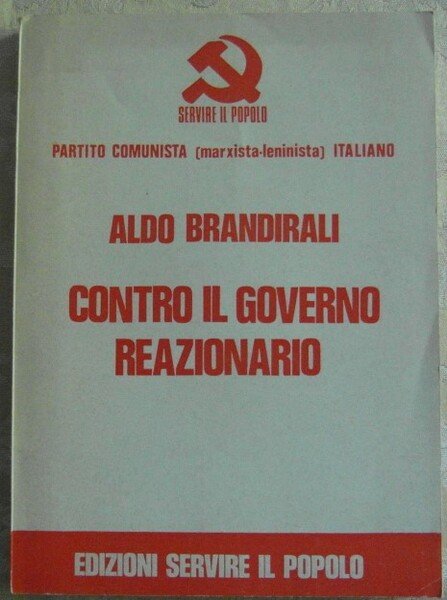 SERVIRE IL POPOLO
PARTITO COMUNISTA (marxista-leninista) ITALIANO
ALDO BRANDIRALI
CONTRO IL GOVERNO
REAZIONARIO
EDIZIONI SERVIRE IL POPOLO